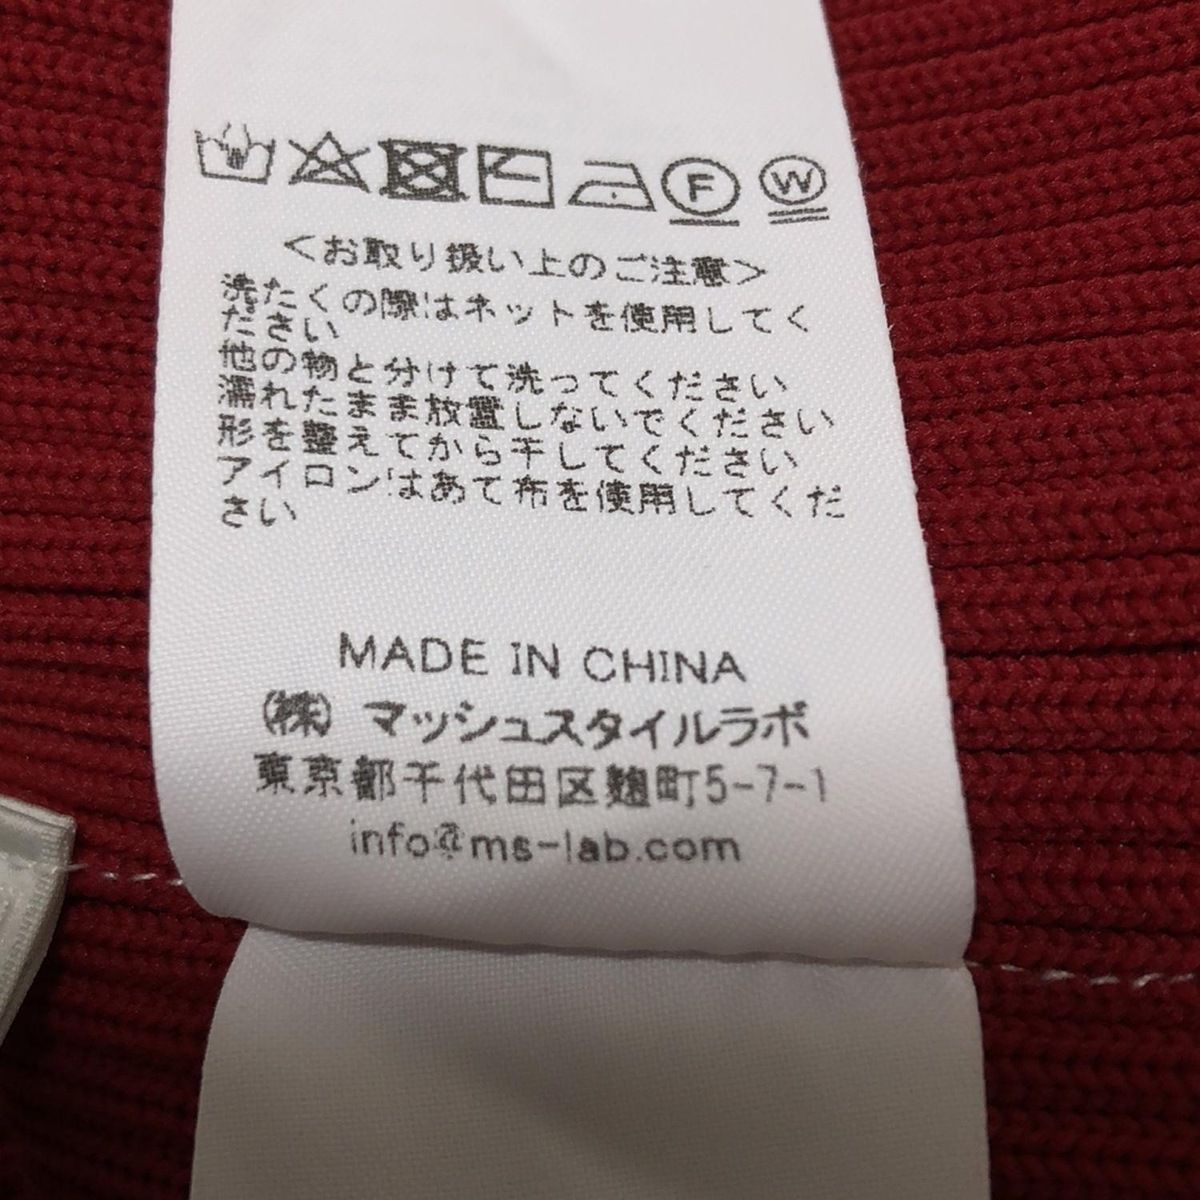 F W
<お取り扱い上のご注意>
洗たくの際はネットを使用してく
ださい
他の物と分けて洗ってください
濡れたまま放置しないでください
形を整えてから干してください
アイロンはあて布を使用してくだ
さい
MADE IN CHINA
(株) マッシュスタイルラボ
東京都千代田区麹町5-7-1
info@ms-lab.com